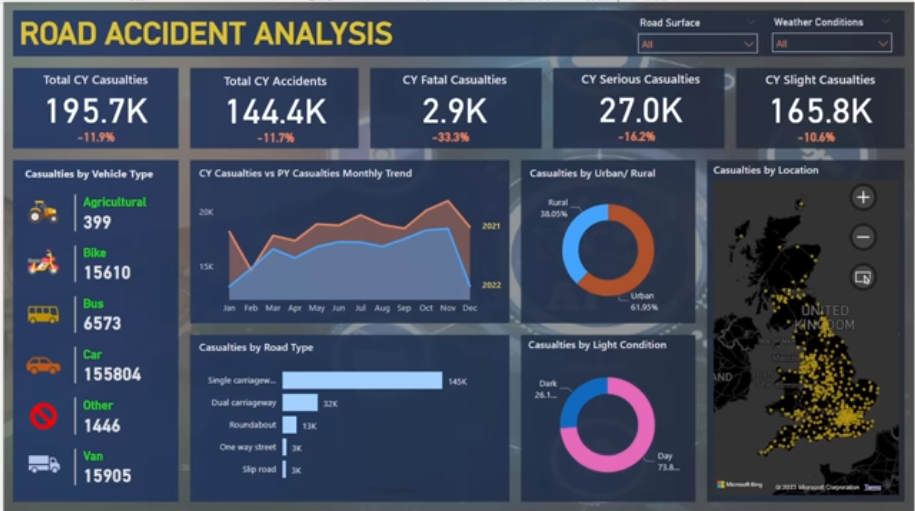 ROAD ACCIDENT ANALYSIS
Road Surface
All
Weather Conditions
All
Total CY Casualties
195.7K
-11.9%
Total CY Accidents
144.4K
-11.7%
CY Fatal Casualties
2.9K
-33.3%
CY Serious Casualties
27.0K
-16.2%
CY Slight Casualties
165.8K
-10.6%
Casualties by Vehicle Type
Agricultural
399
Bike
15610
Bus
6573
Car
155804
Other
1446
Van
15905
CY Casualties vs PY Casualties Monthly Trend
20K
15K
2021
2022
Jan Feb Mar Apr May Jun Jul Aug Sep Oct Nov Dec
Casualties by Road Type
Single carriagew... 145K
Dual carriageway 32K
Roundabout 13K
One way street 3K
Slip road 3K
Casualties by Urban/ Rural
Rural
38.05%
Urban
61.95%
Casualties by Light Condition
Dark
26.1...
Day
73.8...
Casualties by Location
UNITED
KINGDOM
AND
Microsoft Bing
© 2023 Microsoft Corporation Terms